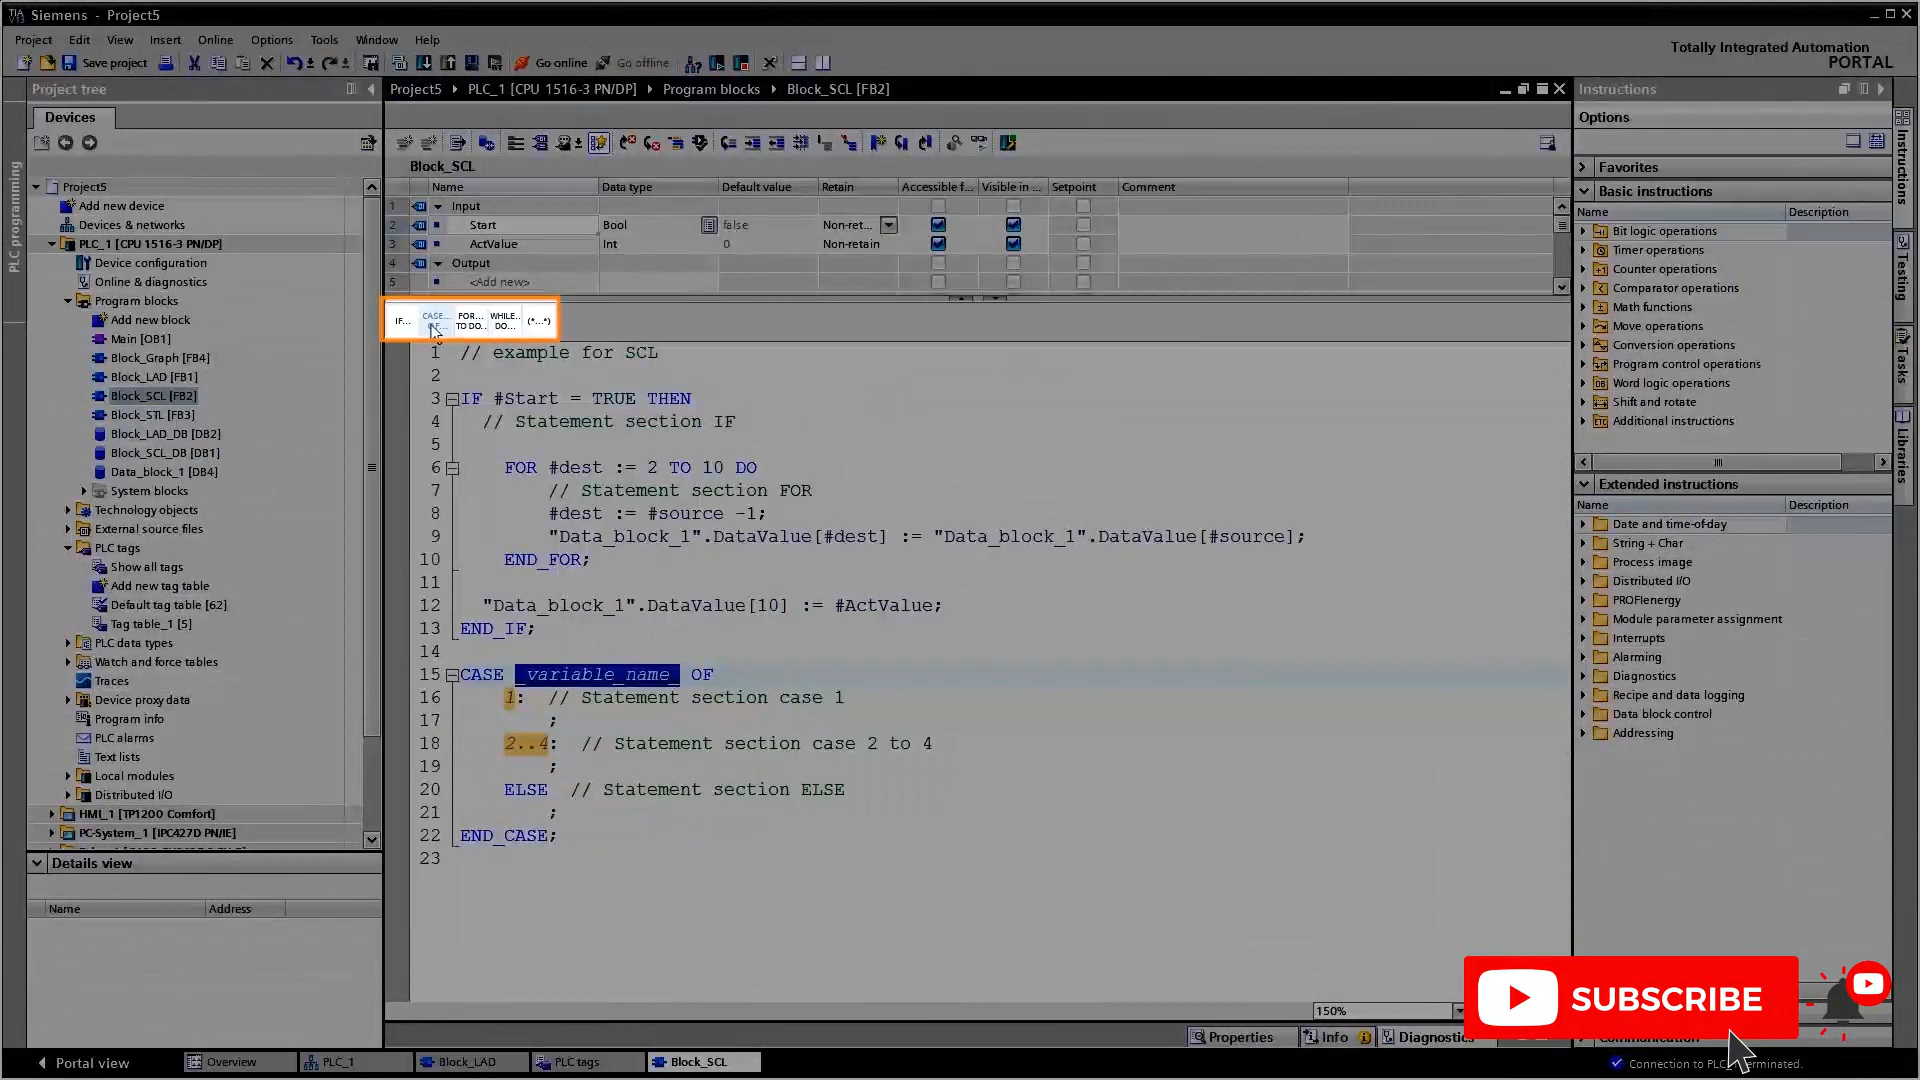 Siemens - Project5
Project Edit View Insert Online Options Tools Window Help
Totally Integrated Automation
PORTAL
Save project Go online Go offline
Project tree
Project5 PLC_1 [CPU 1516-3 PN/DP] Program blocks Block_SCL [FB2]
Instructions
Devices
Options
PLC programming
Block_SCL
Favorites
Basic instructions
Name Data type Default value Retain Accessible f... Visible in ... Setpoint Comment
1 Input
2 Start Bool false Non-ret...
3 ActValue Int 0 Non-retain
4 Output
5 <Add new>
Project5
Add new device
Devices & networks
PLC_1 [CPU 1516-3 PN/DP]
Device configuration
Online & diagnostics
Program blocks
Add new block
Main [OB1]
Block_Graph [FB4]
Block_LAD [FB1]
Block_SCL [FB2]
Block_STL [FB3]
Block_LAD_DB [DB2]
Block_SCL_DB [DB1]
Data_block_1 [DB4]
System blocks
Technology objects
External source files
PLC tags
Show all tags
Add new tag table
Default tag table [62]
Tag table_1 [5]
PLC data types
Watch and force tables
Traces
Device proxy data
Program info
PLC alarms
Text lists
Local modules
Distributed I/O
HMI_1 [TP1200 Comfort]
PC-System_1 [IPC427D PN/IE]
Details view
Name Address
IF... CASE... FOR... WHILE.. (*...*)
TO DO.. DO...
1 // example for SCL
2
3 IF #Start = TRUE THEN
4 // Statement section IF
5
6 FOR #dest := 2 TO 10 DO
7 // Statement section FOR
8 #dest := #source -1;
9 "Data_block_1".DataValue[#dest] := "Data_block_1".DataValue[#source];
10 END_FOR;
11
12 "Data_block_1".DataValue[10] := #ActValue;
13 END_IF;
14
15 CASE _variable_name_ OF
16 1: // Statement section case 1
17 ;
18 2..4: // Statement section case 2 to 4
19 ;
20 ELSE // Statement section ELSE
21 ;
22 END_CASE;
23
150%
Name Description
Bit logic operations
Timer operations
Counter operations
Comparator operations
Math functions
Move operations
Conversion operations
Program control operations
Word logic operations
Shift and rotate
Additional instructions
Extended instructions
Name Description
Date and time-of-day
String + Char
Process image
Distributed I/O
PROFIenergy
Module parameter assignment
Interrupts
Alarming
Diagnostics
Recipe and data logging
Data block control
Addressing
Instructions
Testing
Tasks
Libraries
SUBSCRIBE
Properties Info Diagnostics
Portal view Overview PLC_1 Block_LAD PLC tags Block_SCL
Connection to